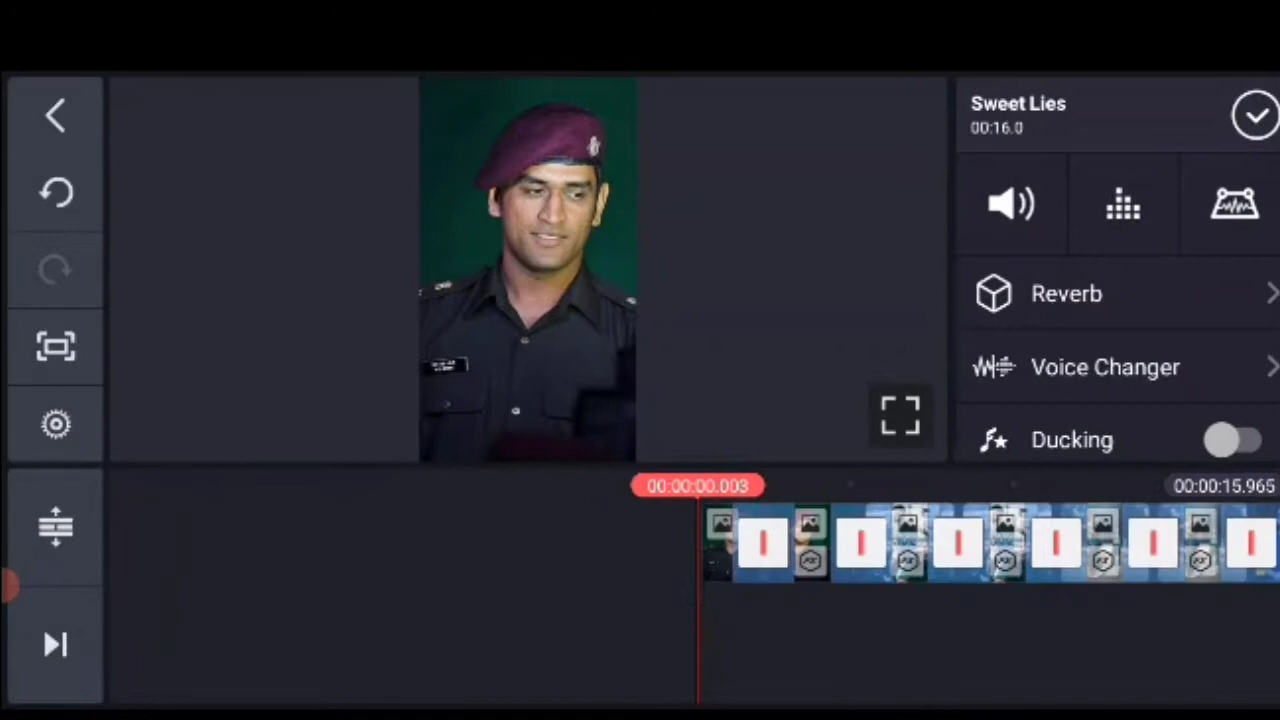 Sweet Lies
00:16.0
Reverb
Voice Changer
Ducking
00:00:00.003
00:00:15.965